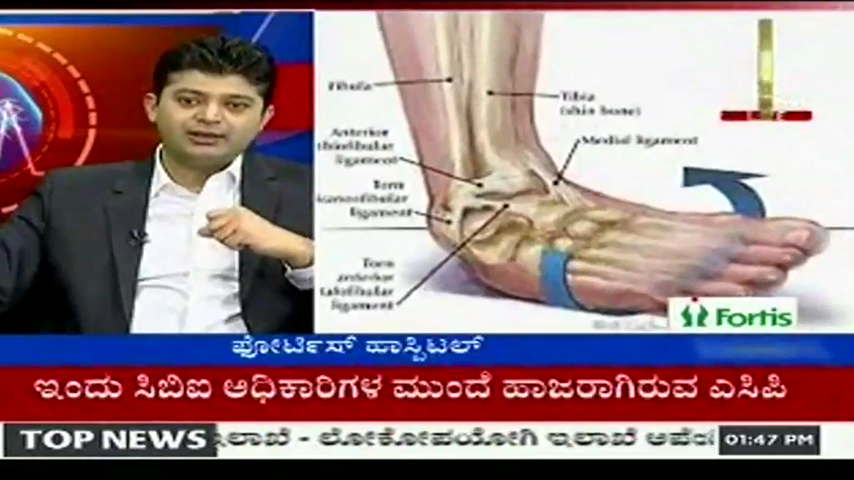 Fibula
Tibia
(shin bone)
Anterior
tibiofibular
ligament
Medial ligament
Torn
calcaneofibular
ligament
Torn
anterior
talofibular
ligament
Fortis
ಫೋರ್ಟಿಸ್ ಹಾಸ್ಪಿಟಲ್
ಇಂದು ಸಿಬಿಐ ಅಧಿಕಾರಿಗಳ ಮುಂದೆ ಹಾಜರಾಗಿರುವ ಎಸಿಪಿ
TOP NEWS ಇಲಾಖೆ - ಲೋಕೋಪಯೋಗಿ ಇಲಾಖೆ 01:47 PM